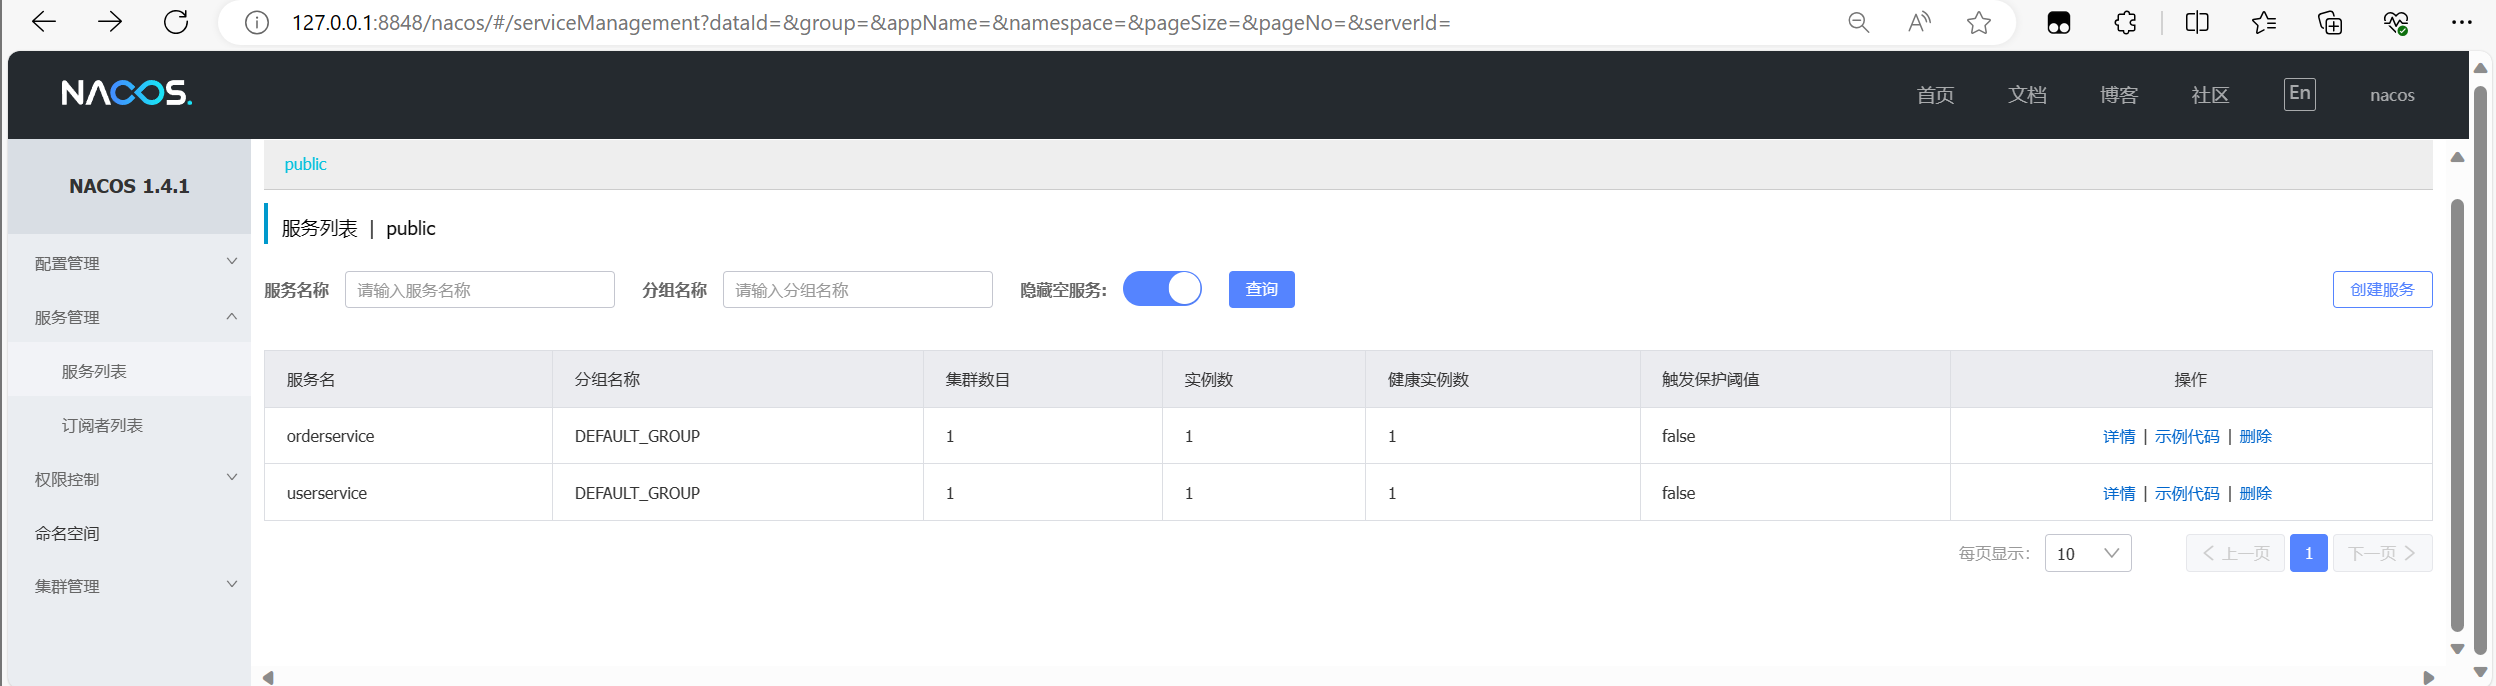 127.0.0.1:8848/nacos/#/serviceManagement?dataId=&group=&appName=&namespace=&pageSize=&pageNo=&serverId=
NACOS.
首页 文档 博客 社区 En nacos
NACOS 1.4.1
配置管理
服务管理
服务列表
订阅者列表
权限控制
命名空间
集群管理
public
服务列表 | public
服务名称 请输入服务名称 分组名称 请输入分组名称 隐藏空服务: 查询 创建服务
服务名 分组名称 集群数目 实例数 健康实例数 触发保护阈值 操作
orderservice DEFAULT_GROUP 1 1 1 false 详情 | 示例代码 | 删除
userservice DEFAULT_GROUP 1 1 1 false 详情 | 示例代码 | 删除
每页显示: 10 上一页 1 下一页